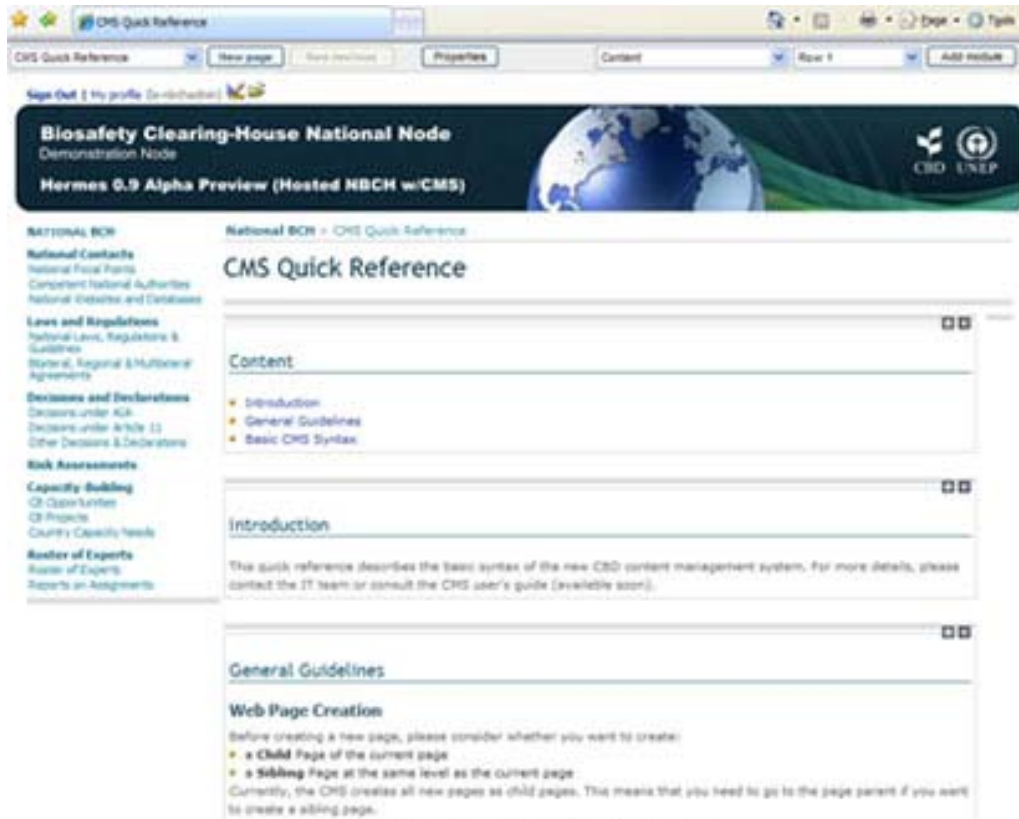 CMS Quick Reference
Page
Tools
CMS Quick Reference
New page
Properties
Content
Row 1
Add module
Sign Out | My profile
Biosafety Clearing-House National Node
Demonstration Node
Hermes 0.9 Alpha Preview (Hosted NBCH w/CMS)
CBD UNEP
NATIONAL BCH
National Contacts
National Focal Points
Competent National Authorities
National Websites and Databases
Laws and Regulations
National Laws, Regulations &
Guidelines
Bilateral, Regional & Multilateral
Agreements
Decisions and Declarations
Decisions under AIA
Decisions under Article 11
Other Decisions & Declarations
Risk Assessments
Capacity-Building
CB Opportunities
CB Projects
Country Capacity Needs
Roster of Experts
Roster of Experts
Reports on Assignments
National BCH > CMS Quick Reference
CMS Quick Reference
Content
Introduction
General Guidelines
Basic CMS Syntax
Introduction
This quick reference describes the basic syntax of the new CBD content management system. For more details, please
contact the IT team or consult the CMS user's guide (available soon).
General Guidelines
Web Page Creation
Before creating a new page, please consider whether you want to create:
a Child Page of the current page
a Sibling Page at the same level as the current page
Currently, the CMS creates all new pages as child pages. This means that you need to go to the page parent if you want
to create a sibling page.